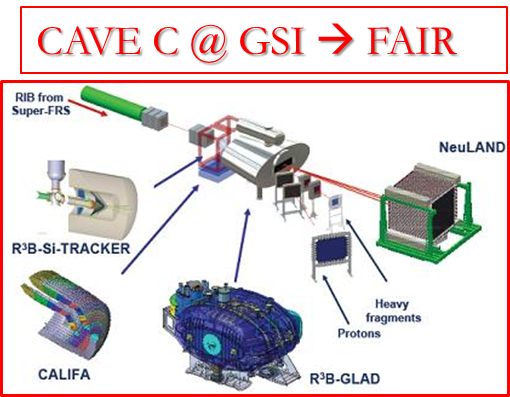 CAVE C @ GSI → FAIR
RIB from
Super-FRS
NeuLAND
R³B-Si-TRACKER
Heavy
fragments
Protons
CALIFA
R³B-GLAD